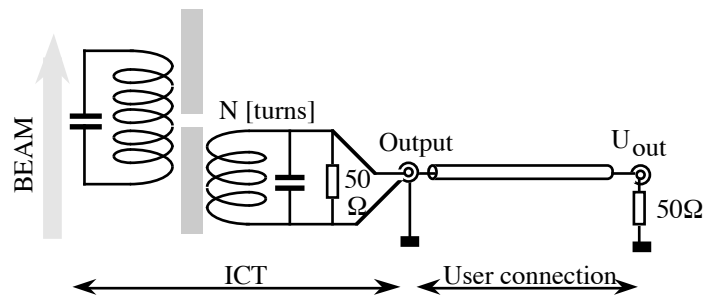 BEAM
N [turns]
Output
U out
50
Ω
50Ω
ICT
User connection